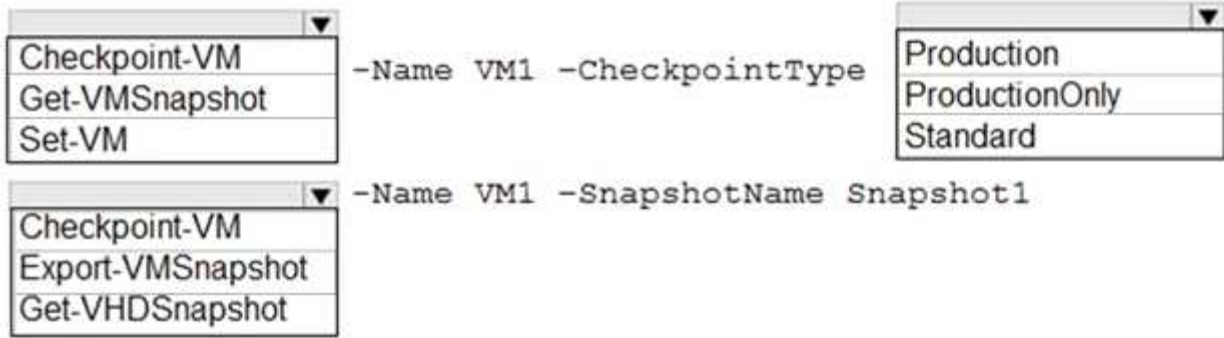 Checkpoint-VM
Get-VMSnapshot
Set-VM
-Name VM1 -CheckpointType
Production
ProductionOnly
Standard
Checkpoint-VM
Export-VMSnapshot
Get-VHDSnapshot
-Name VM1 -SnapshotName Snapshot1